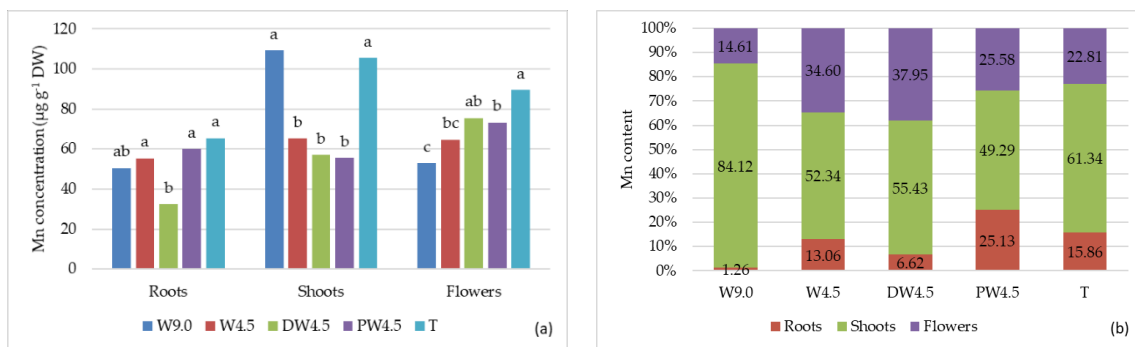 120
100
80
60
40
20
0
Mn concentration (µg g-1 DW)
ab a b a a
a b b b a
c bc ab b a
Roots Shoots Flowers
W9.0 W4.5 DW4.5 PW4.5 T
(a)
100%
90%
80%
70%
60%
50%
40%
30%
20%
10%
0%
Mn content
14.61 34.60 37.95 25.58 22.81
84.12 52.34 55.43 49.29 61.34
1.26 13.06 6.62 25.13 15.86
W9.0 W4.5 DW4.5 PW4.5 T
Roots Shoots Flowers
(b)